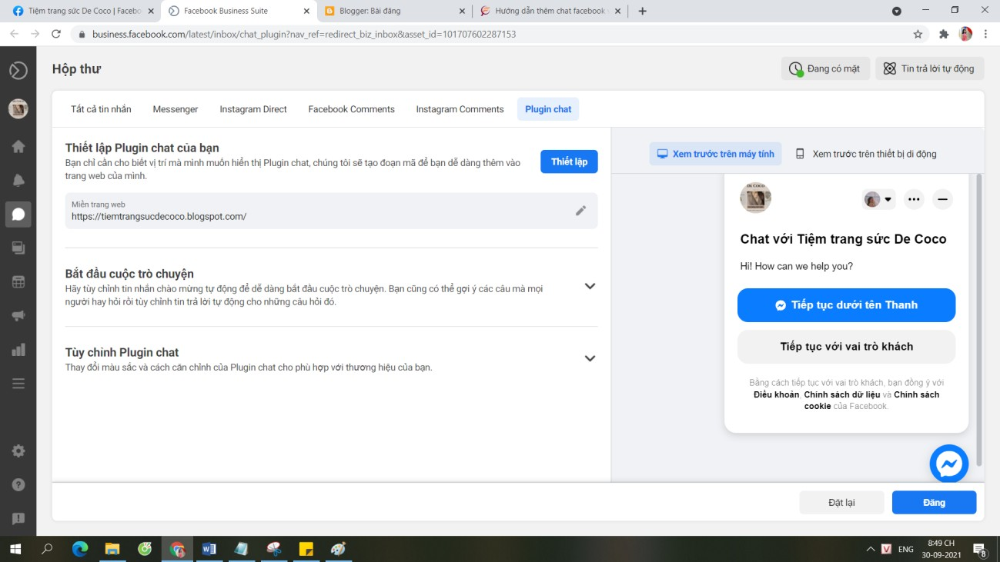 Tiệm trang sức De Coco | Facebo
Facebook Business Suite
Blogger: Bài đăng
Hướng dẫn thêm chat facebook
business.facebook.com/latest/inbox/chat_plugin?nav_ref=redirect_biz_inbox&asset_id=101707602287153
Hộp thư
Đang có mặt
Tin trả lời tự động
Tất cả tin nhắn
Messenger
Instagram Direct
Facebook Comments
Instagram Comments
Plugin chat
Thiết lập Plugin chat của bạn
Bạn chỉ cần cho biết vị trí mà mình muốn hiển thị Plugin chat, chúng tôi sẽ tạo đoạn mã để bạn dễ dàng thêm vào
trang web của mình.
Thiết lập
Miền trang web
https://tiemtrangsucdecoco.blogspot.com/
Bắt đầu cuộc trò chuyện
Hãy tùy chỉnh tin nhắn chào mừng tự động để dễ dàng bắt đầu cuộc trò chuyện. Bạn cũng có thể gợi ý các câu mà mọi
người hay hỏi rồi tùy chỉnh tin trả lời tự động cho những câu hỏi đó.
Tùy chỉnh Plugin chat
Thay đổi màu sắc và cách căn chỉnh của Plugin chat cho phù hợp với thương hiệu của bạn.
Xem trước trên máy tính
Xem trước trên thiết bị di động
DE COCO
Chat với Tiệm trang sức De Coco
Hi! How can we help you?
Tiếp tục dưới tên Thanh
Tiếp tục với vai trò khách
Bằng cách tiếp tục với vai trò khách, bạn đồng ý với
Điều khoản, Chính sách dữ liệu và Chính sách
cookie của Facebook.
Đặt lại
Đăng
ENG
8:49 CH
30-09-2021
8